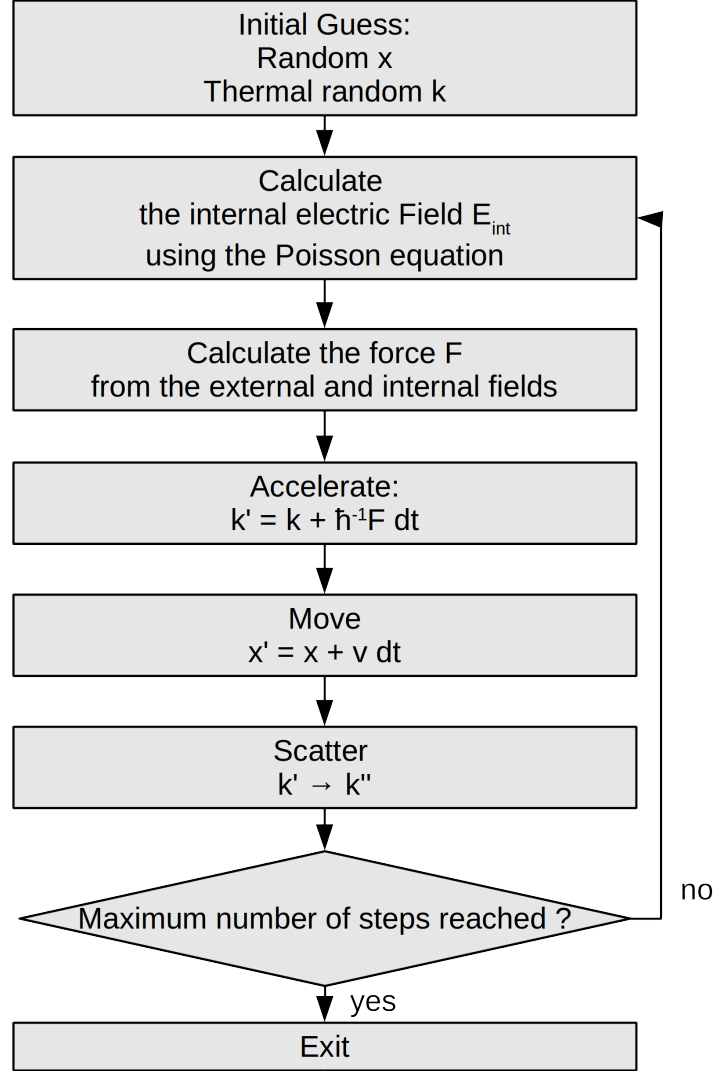 Initial Guess:
Random x
Thermal random k
Calculate
the internal electric Field E_int
using the Poisson equation
Calculate the force F
from the external and internal fields
Accelerate:
k' = k + ħ⁻¹F dt
Move
x' = x + v dt
Scatter
k' → k"
Maximum number of steps reached ?
no
yes
Exit